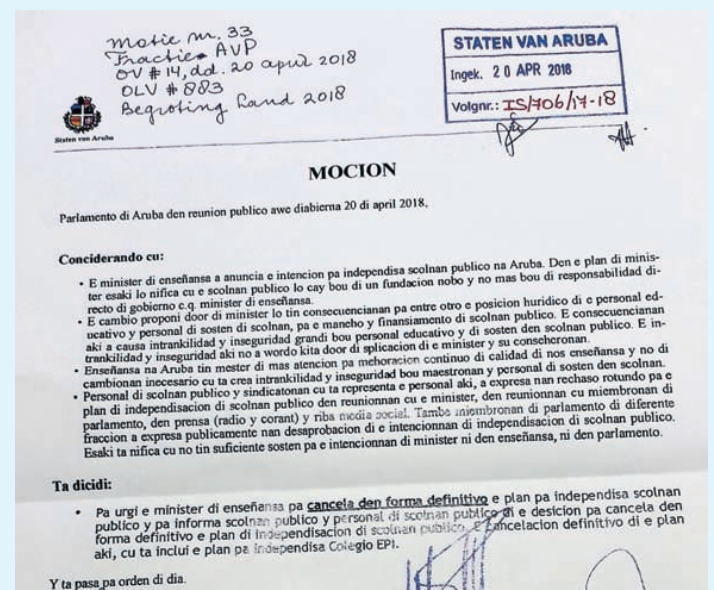 Motie nr. 33
Fractie AVP
OV #14, dd. 20 april 2018
OLV #883
Begroting Land 2018
Staten van Aruba
STATEN VAN ARUBA
Ingek. 20 APR 2018
Volgnr.: IS/706/17-18
MOCION
Parlamento di Aruba den reunion publico awe diabierna 20 di april 2018,
Conciderando cu:
• E minister di enseñansa a anuncia e intencion pa independisa scolnan publico na Aruba. Den e plan di minis-
ter esaki lo nifica cu e scolnan publico lo cay bou di un fundacion nobo y no mas bou di responsabilidad di-
recto di gobierno c.q. minister di enseñansa.
• E cambio proponi door di minister lo tin consecuencianan pa entre otro e posicion huridico di e personal ed-
ucativo y personal di sosten di scolnan, pa e mancho y finansiamento di scolnan publico. E consecuencianan
aki a causa intrankilidad y inseguridad grandi bou personal educativo y di sosten den scolnan publico. E in-
trankilidad y inseguridad aki no a wordo kita door di splicacion di e minister y su conseheronan.
• Enseñansa na Aruba tin mester di mas atencion pa mehoracion continuo di calidad di nos enseñansa y no di
cambionan inecesario cu ta crea intrankilidad y inseguridad bou maestronan y personal di sosten den scolnan.
• Personal di scolnan publico y sindicatonan cu ta representa e personal aki, a expresa nan rechaso rotundo pa e
plan di independisacion di scolnan publico den reunionnan cu e minister, den reunionnan cu miembronan di
parlamento, den prensa (radio y corant) y riba media social. Tambe miembronan di parlamento di diferente
fraccion a expresa publicamente nan desaprobacion di e intencionnan di independisacion di scolnan publico.
Esaki ta nifica cu no tin suficiente sosten pa e intencionnan di minister ni den enseñansa, ni den parlamento.
Ta dicidi:
• Pa urgi e minister di enseñansa pa cancela den forma definitivo e plan pa independisa scolnan
publico y pa informa scolnan publico y personal di scolnan publico di e desicion pa cancela den
forma definitivo e plan di independisacion di scolnan publico. E cancelacion definitivo di e plan
aki, cu ta inclui e plan pa independisa Colegio EPI.
Y ta pasa pa orden di dia.